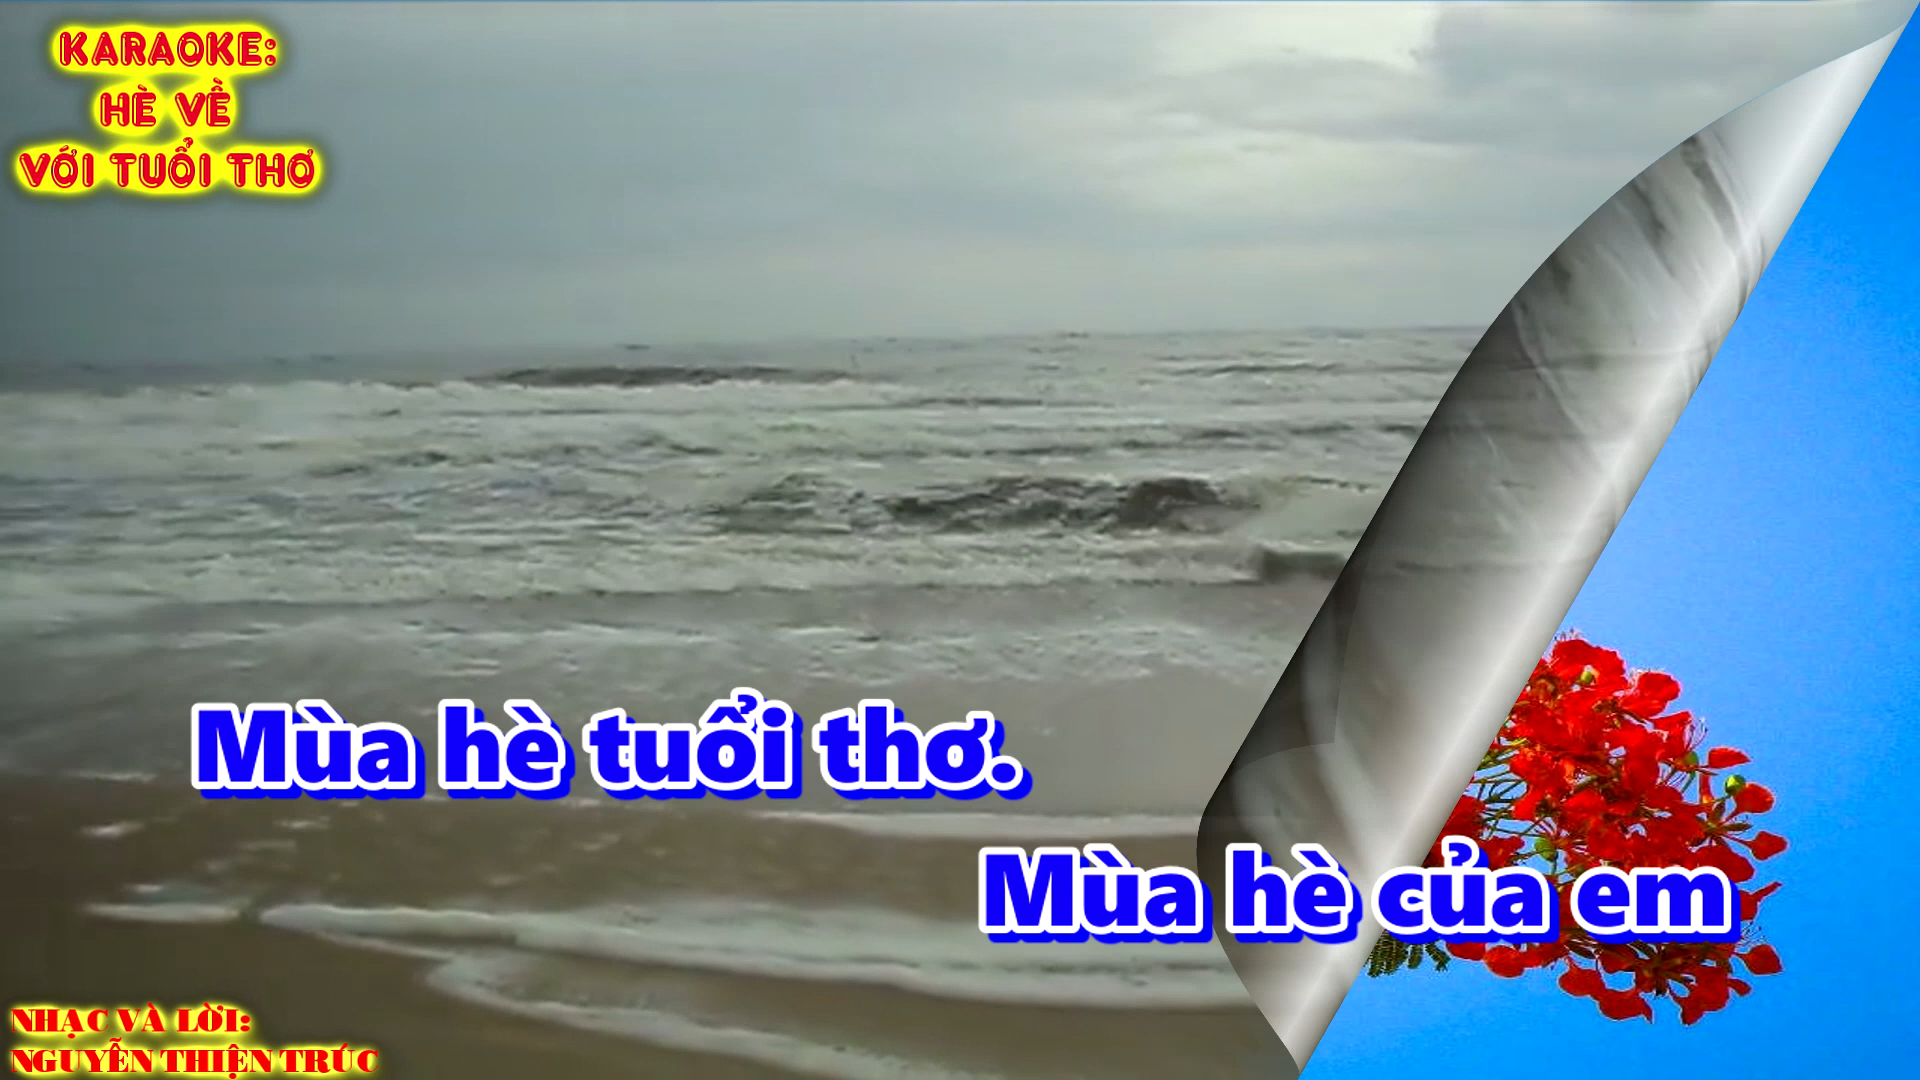 KARAOKE:
HÈ VỀ
VỚI TUỔI THƠ
Mùa hè tuổi thơ.
Mùa hè của em
NHẠC VÀ LỜI:
NGUYỄN THIỆN TRÚC